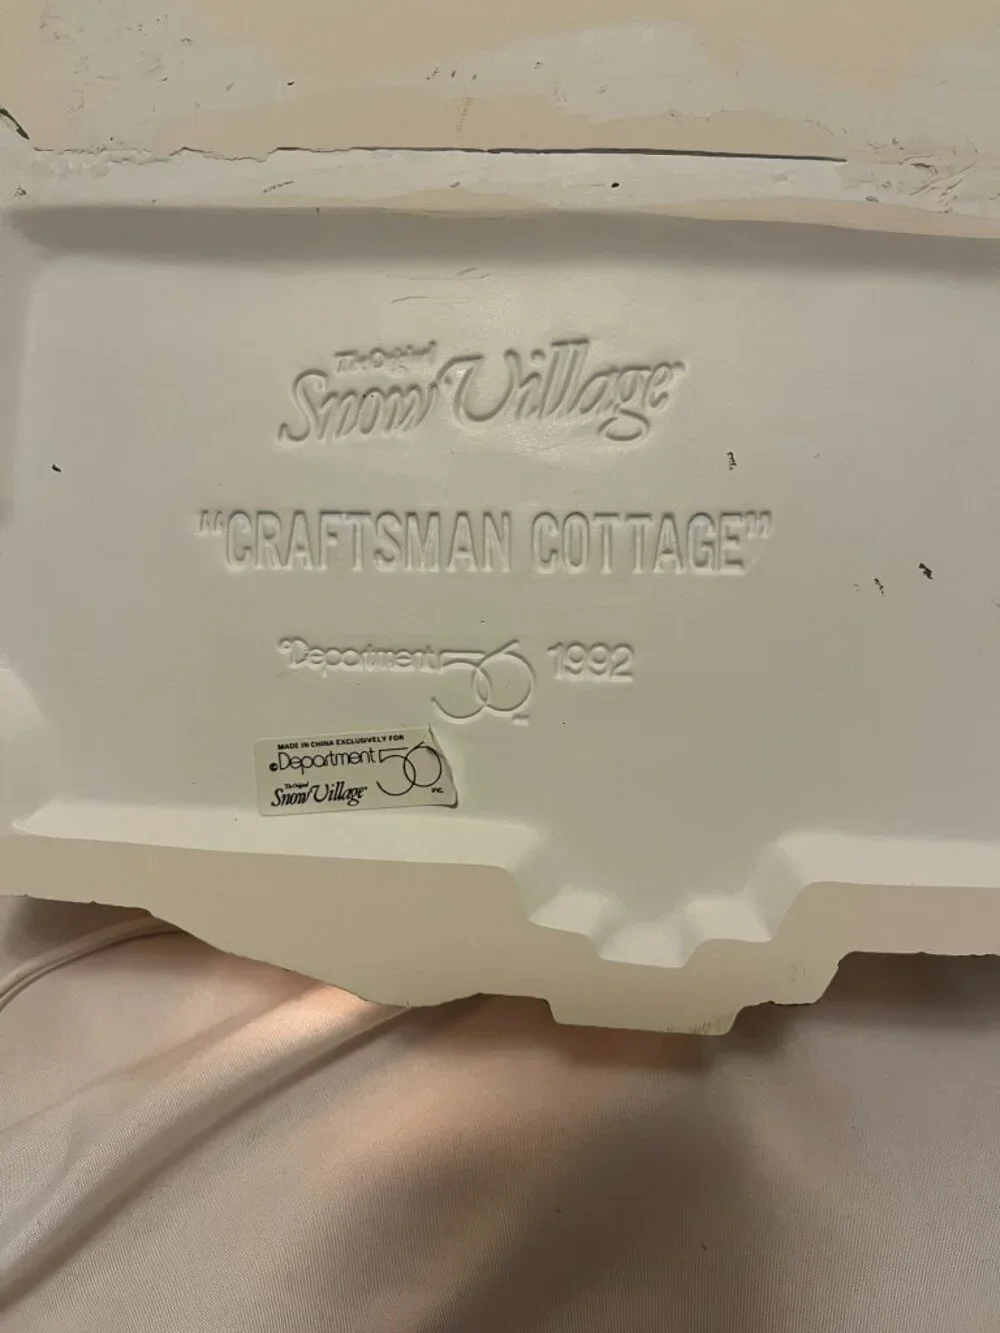 The Original
Snow Village®
“CRAFTSMAN COTTAGE”
©Department 56® 1992
MADE IN CHINA EXCLUSIVELY FOR
©Department 56 INC.
The Original
Snow Village®